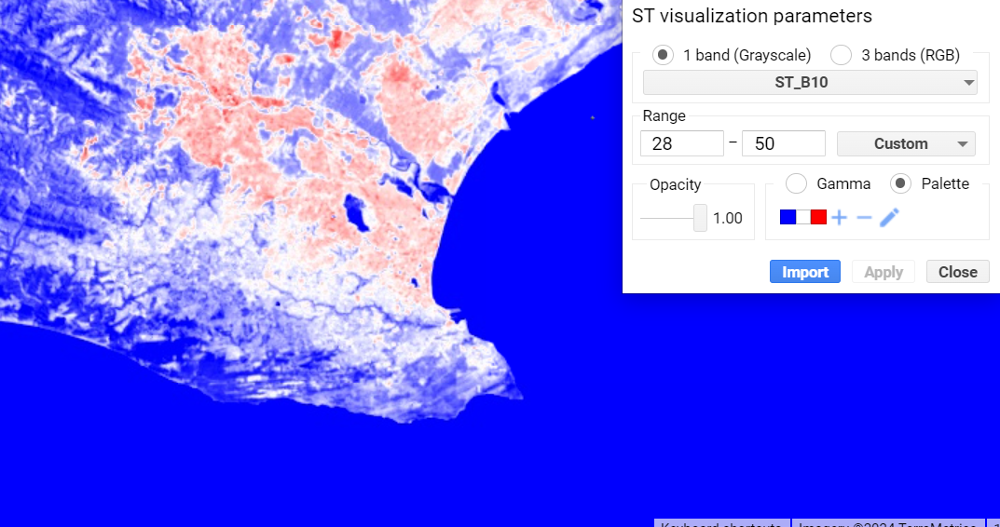 ST visualization parameters
1 band (Grayscale) 3 bands (RGB)
ST_B10
Range
28 – 50 Custom
Opacity Gamma Palette
1.00
Import Apply Close
Keyboard shortcuts Imagery ©2024 TerraMetrics